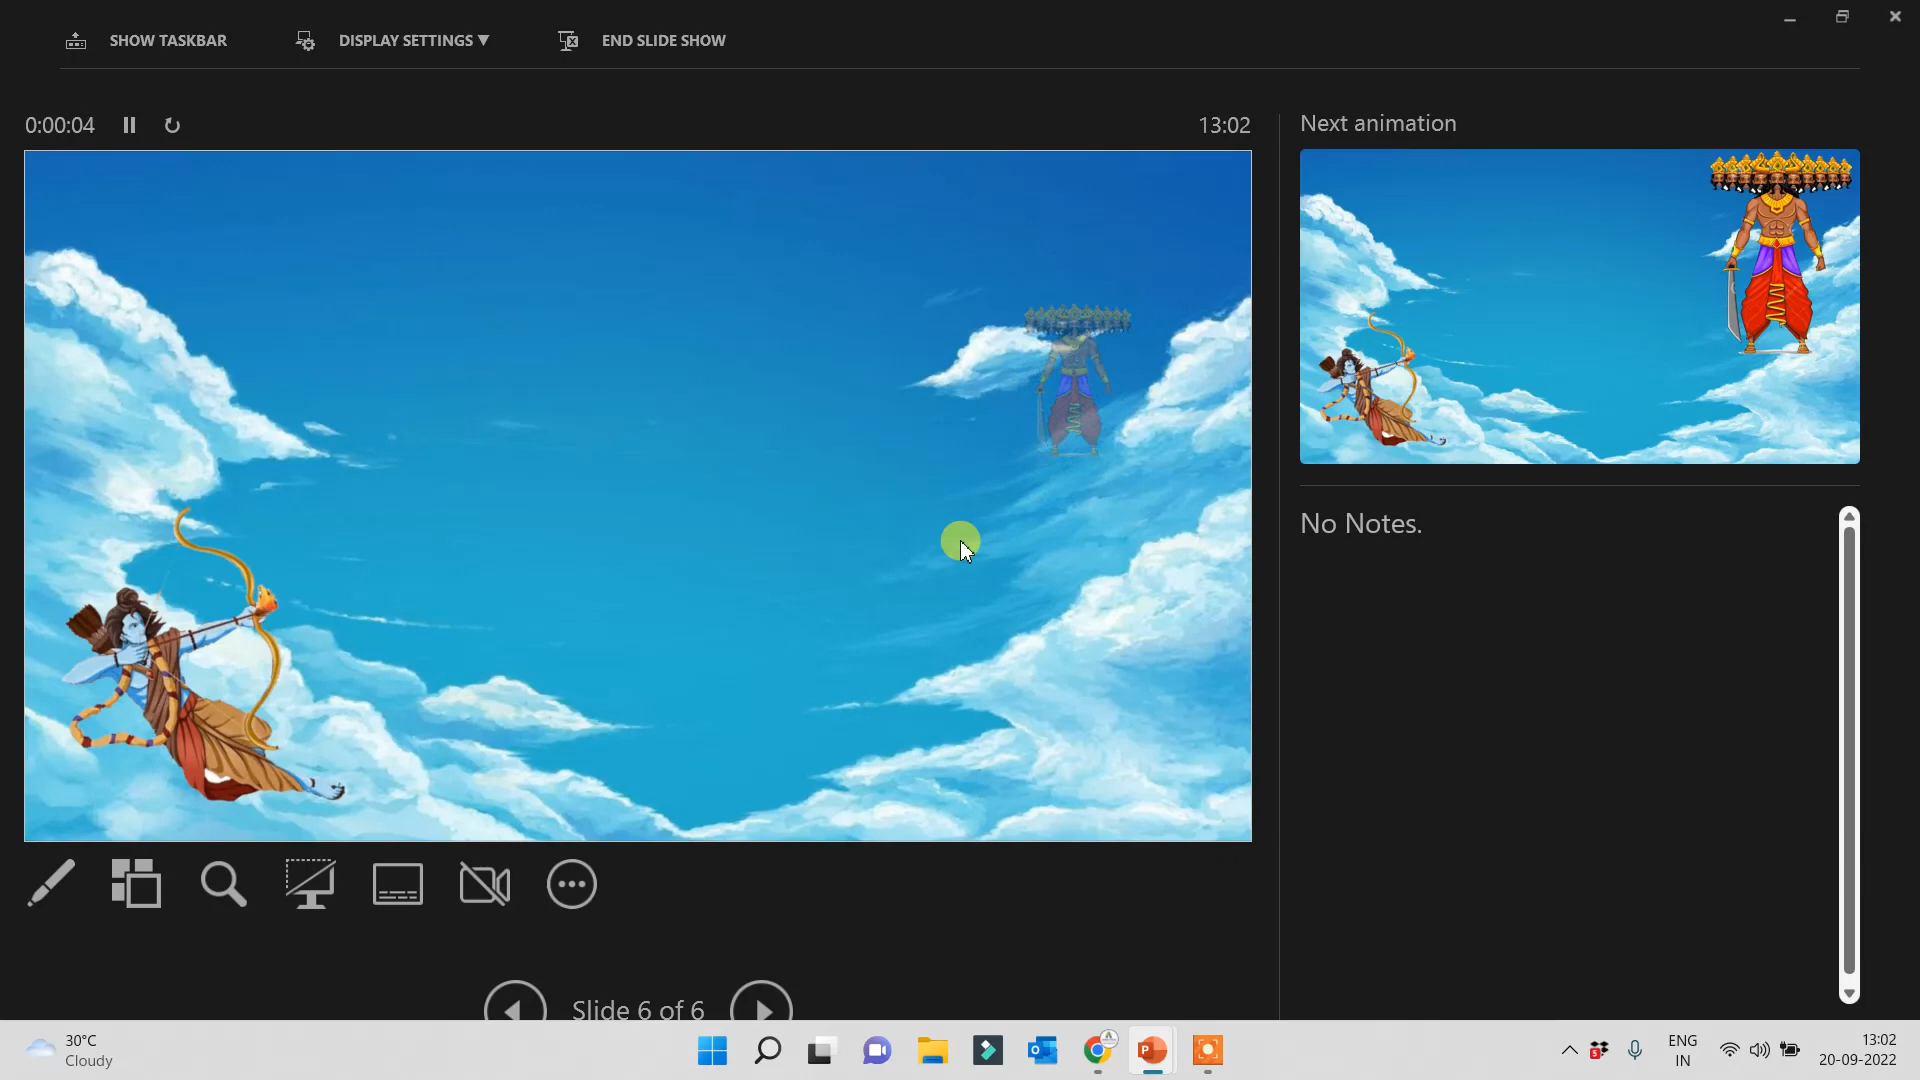 SHOW TASKBAR
DISPLAY SETTINGS ▼
END SLIDE SHOW
0:00:04
13:02
Next animation
No Notes.
Slide 6 of 6
30°C
Cloudy
ENG
IN
13:02
20-09-2022